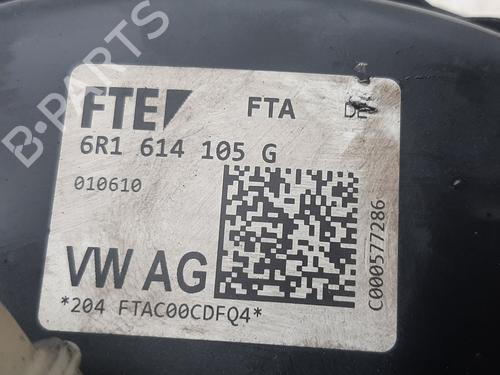 B-PARTS
FTE FTA DE
6R1 614 105 G
010610
VW AG
*204 FTAC00CDFQ4*
C000577286